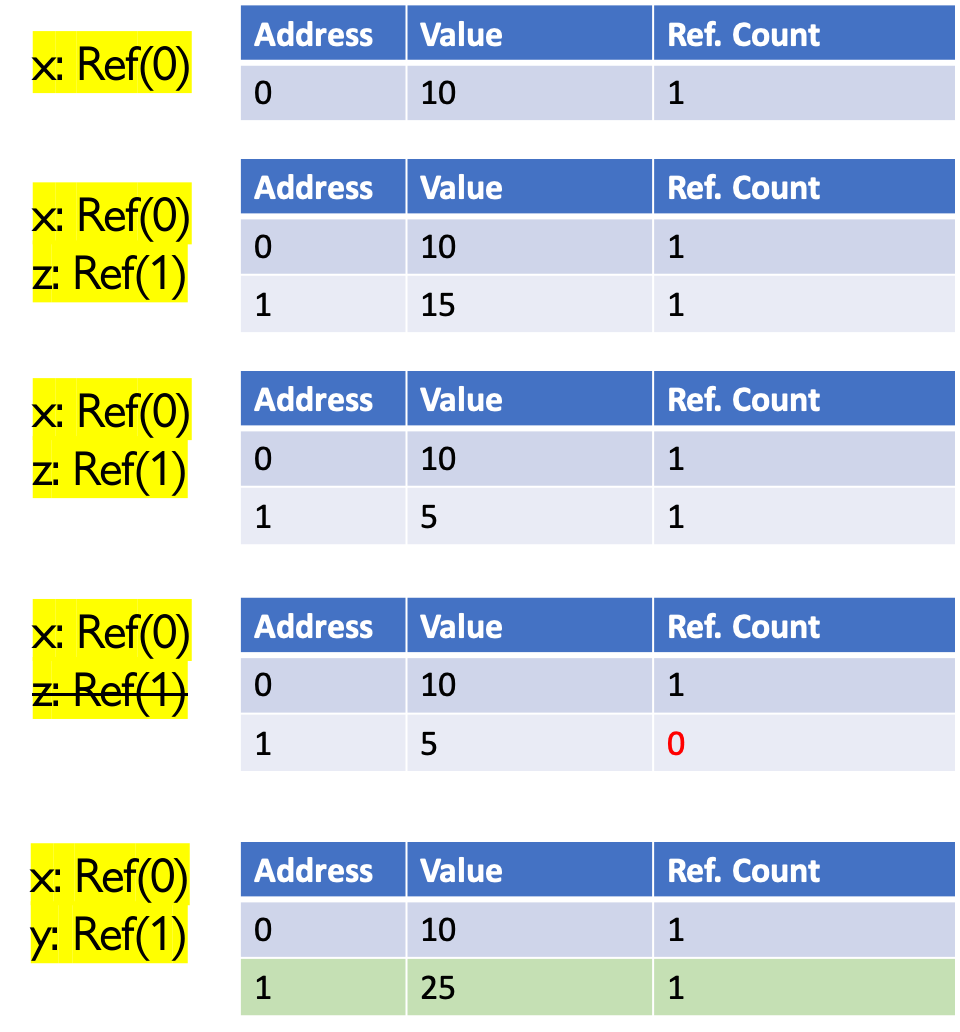 x: Ref(0)
Address Value Ref. Count
0 10 1
x: Ref(0)
z: Ref(1)
Address Value Ref. Count
0 10 1
1 15 1
x: Ref(0)
z: Ref(1)
Address Value Ref. Count
0 10 1
1 5 1
x: Ref(0)
z: Ref(1)
Address Value Ref. Count
0 10 1
1 5 0
x: Ref(0)
y: Ref(1)
Address Value Ref. Count
0 10 1
1 25 1